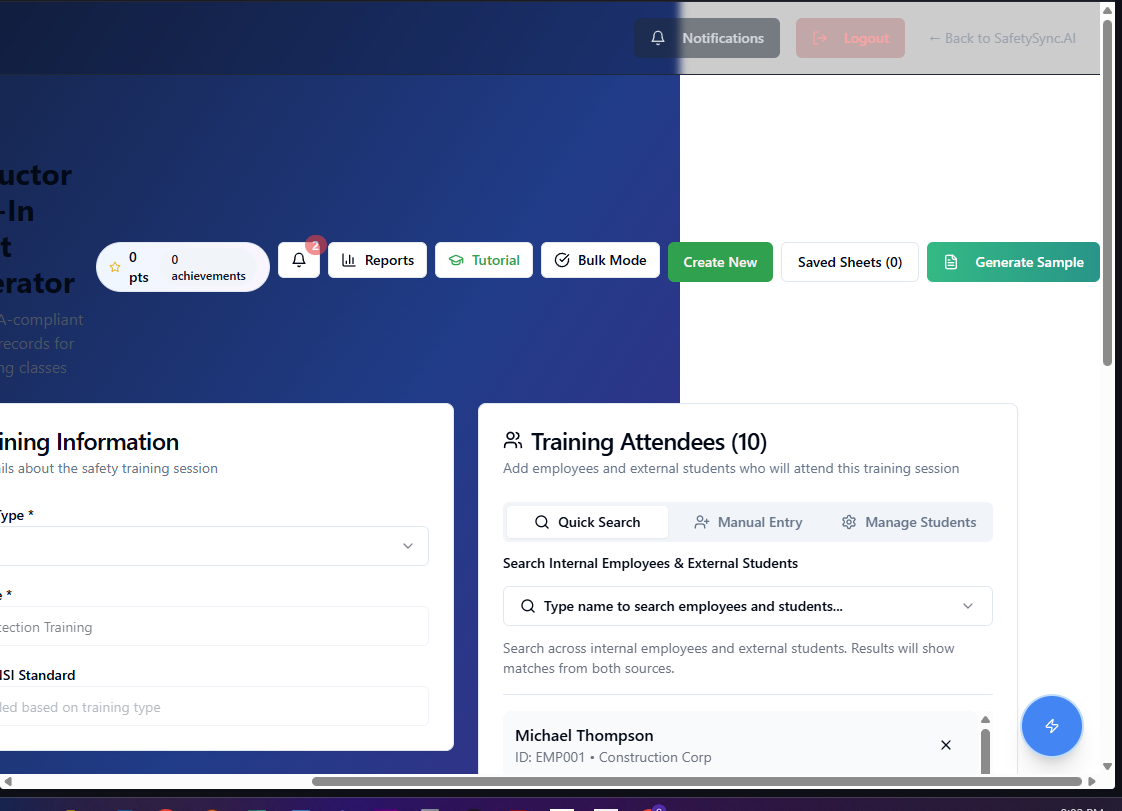 Notifications
Logout
← Back to SafetySync.AI
uctor
-In
t
erator
A-compliant
records for
ng classes
0
pts
0
achievements
2
Reports
Tutorial
Bulk Mode
Create New
Saved Sheets (0)
Generate Sample
ining Information
ils about the safety training session
Type *
e *
tection Training
ISI Standard
led based on training type
Training Attendees (10)
Add employees and external students who will attend this training session
Quick Search
Manual Entry
Manage Students
Search Internal Employees & External Students
Type name to search employees and students...
Search across internal employees and external students. Results will show
matches from both sources.
Michael Thompson
ID: EMP001 • Construction Corp